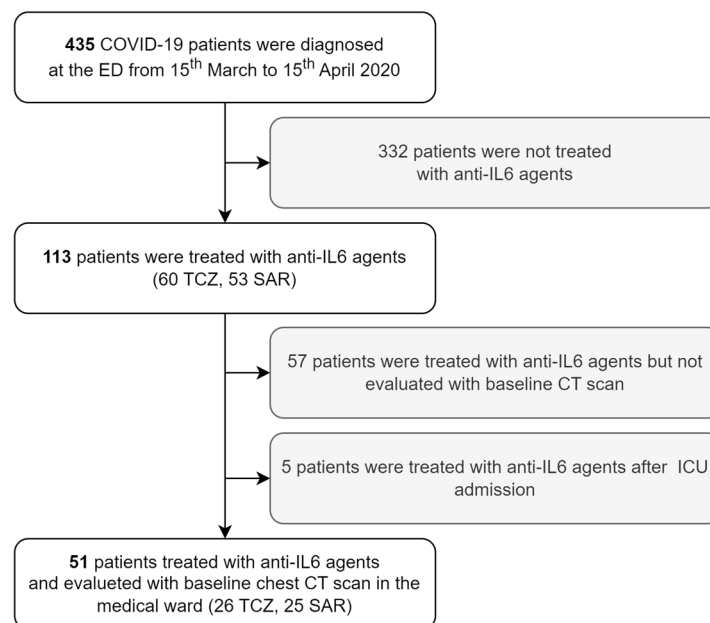 435 COVID-19 patients were diagnosed
at the ED from 15th March to 15th April 2020
332 patients were not treated
with anti-IL6 agents
113 patients were treated with anti-IL6 agents
(60 TCZ, 53 SAR)
57 patients were treated with anti-IL6 agents but not
evaluated with baseline CT scan
5 patients were treated with anti-IL6 agents after  ICU
admission
51 patients treated with anti-IL6 agents
and evalueted with baseline chest CT scan in the
medical ward (26 TCZ, 25 SAR)